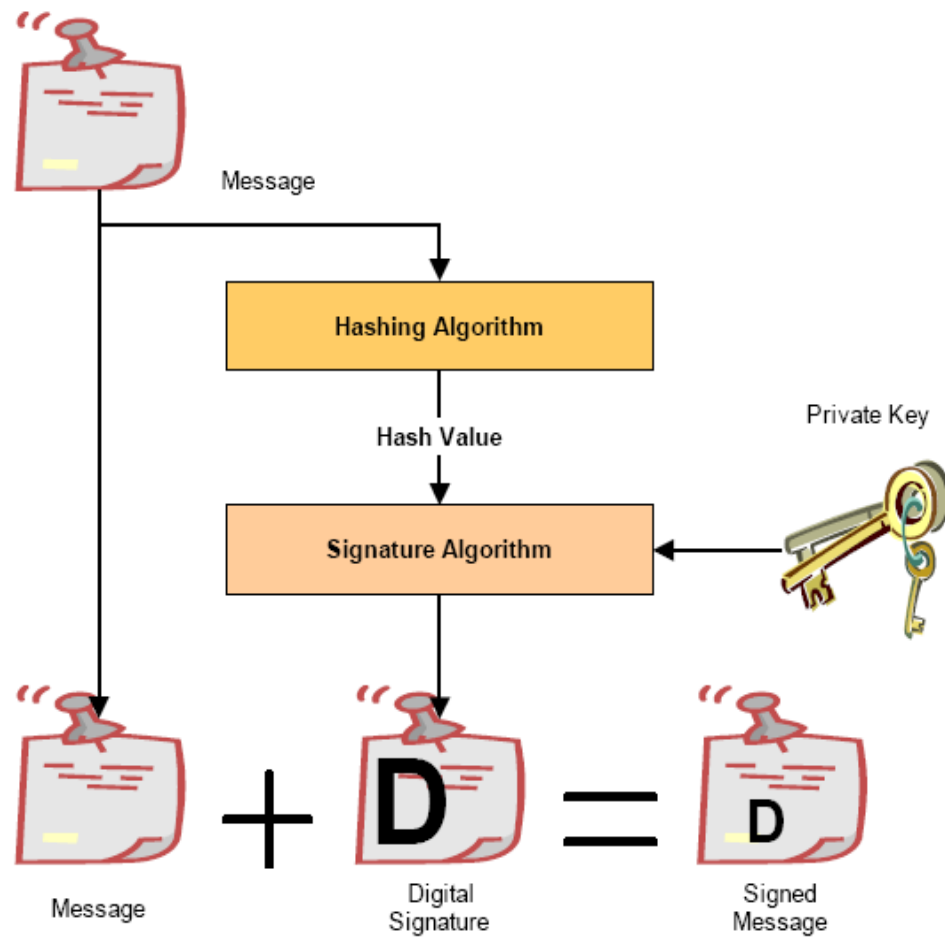 Message
Hashing Algorithm
Hash Value
Private Key
Signature Algorithm
D
D
Message
Digital
Signature
Signed
Message